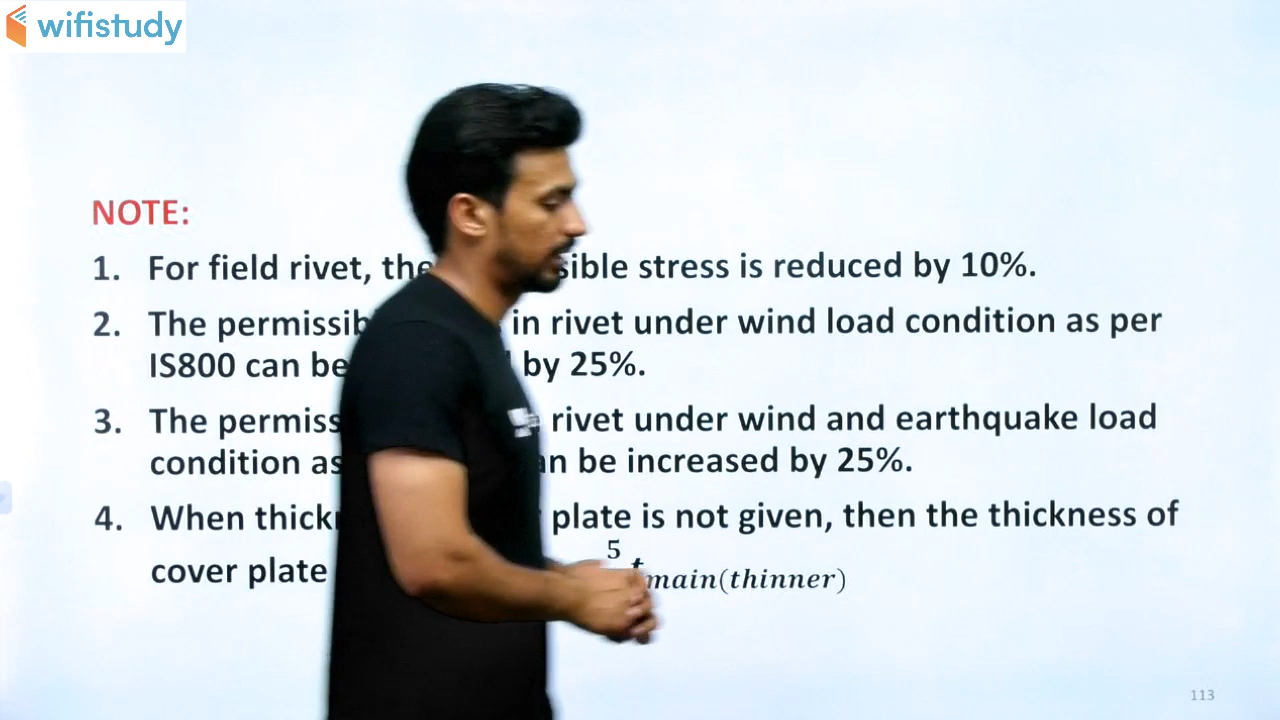 wifistudy
NOTE:
1. For field rivet, the sible stress is reduced by 10%.
2. The permissib in rivet under wind load condition as per
IS800 can be by 25%.
3. The permiss rivet under wind and earthquake load
condition as an be increased by 25%.
4. When thick plate is not given, then the thickness of
cover plate 5 t main(thinner)
113